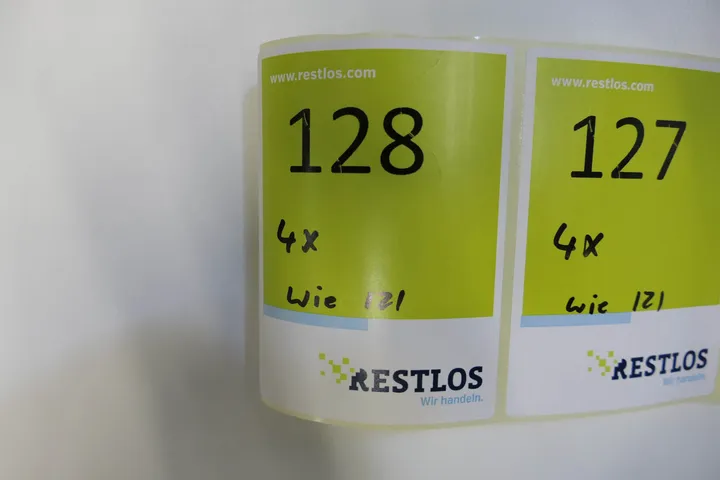 www.restlos.com
128
4x
wie 121
RESTLOS
Wir handeln.
www.restlos.com
127
4x
wie 121
RESTLOS
Wir handeln.